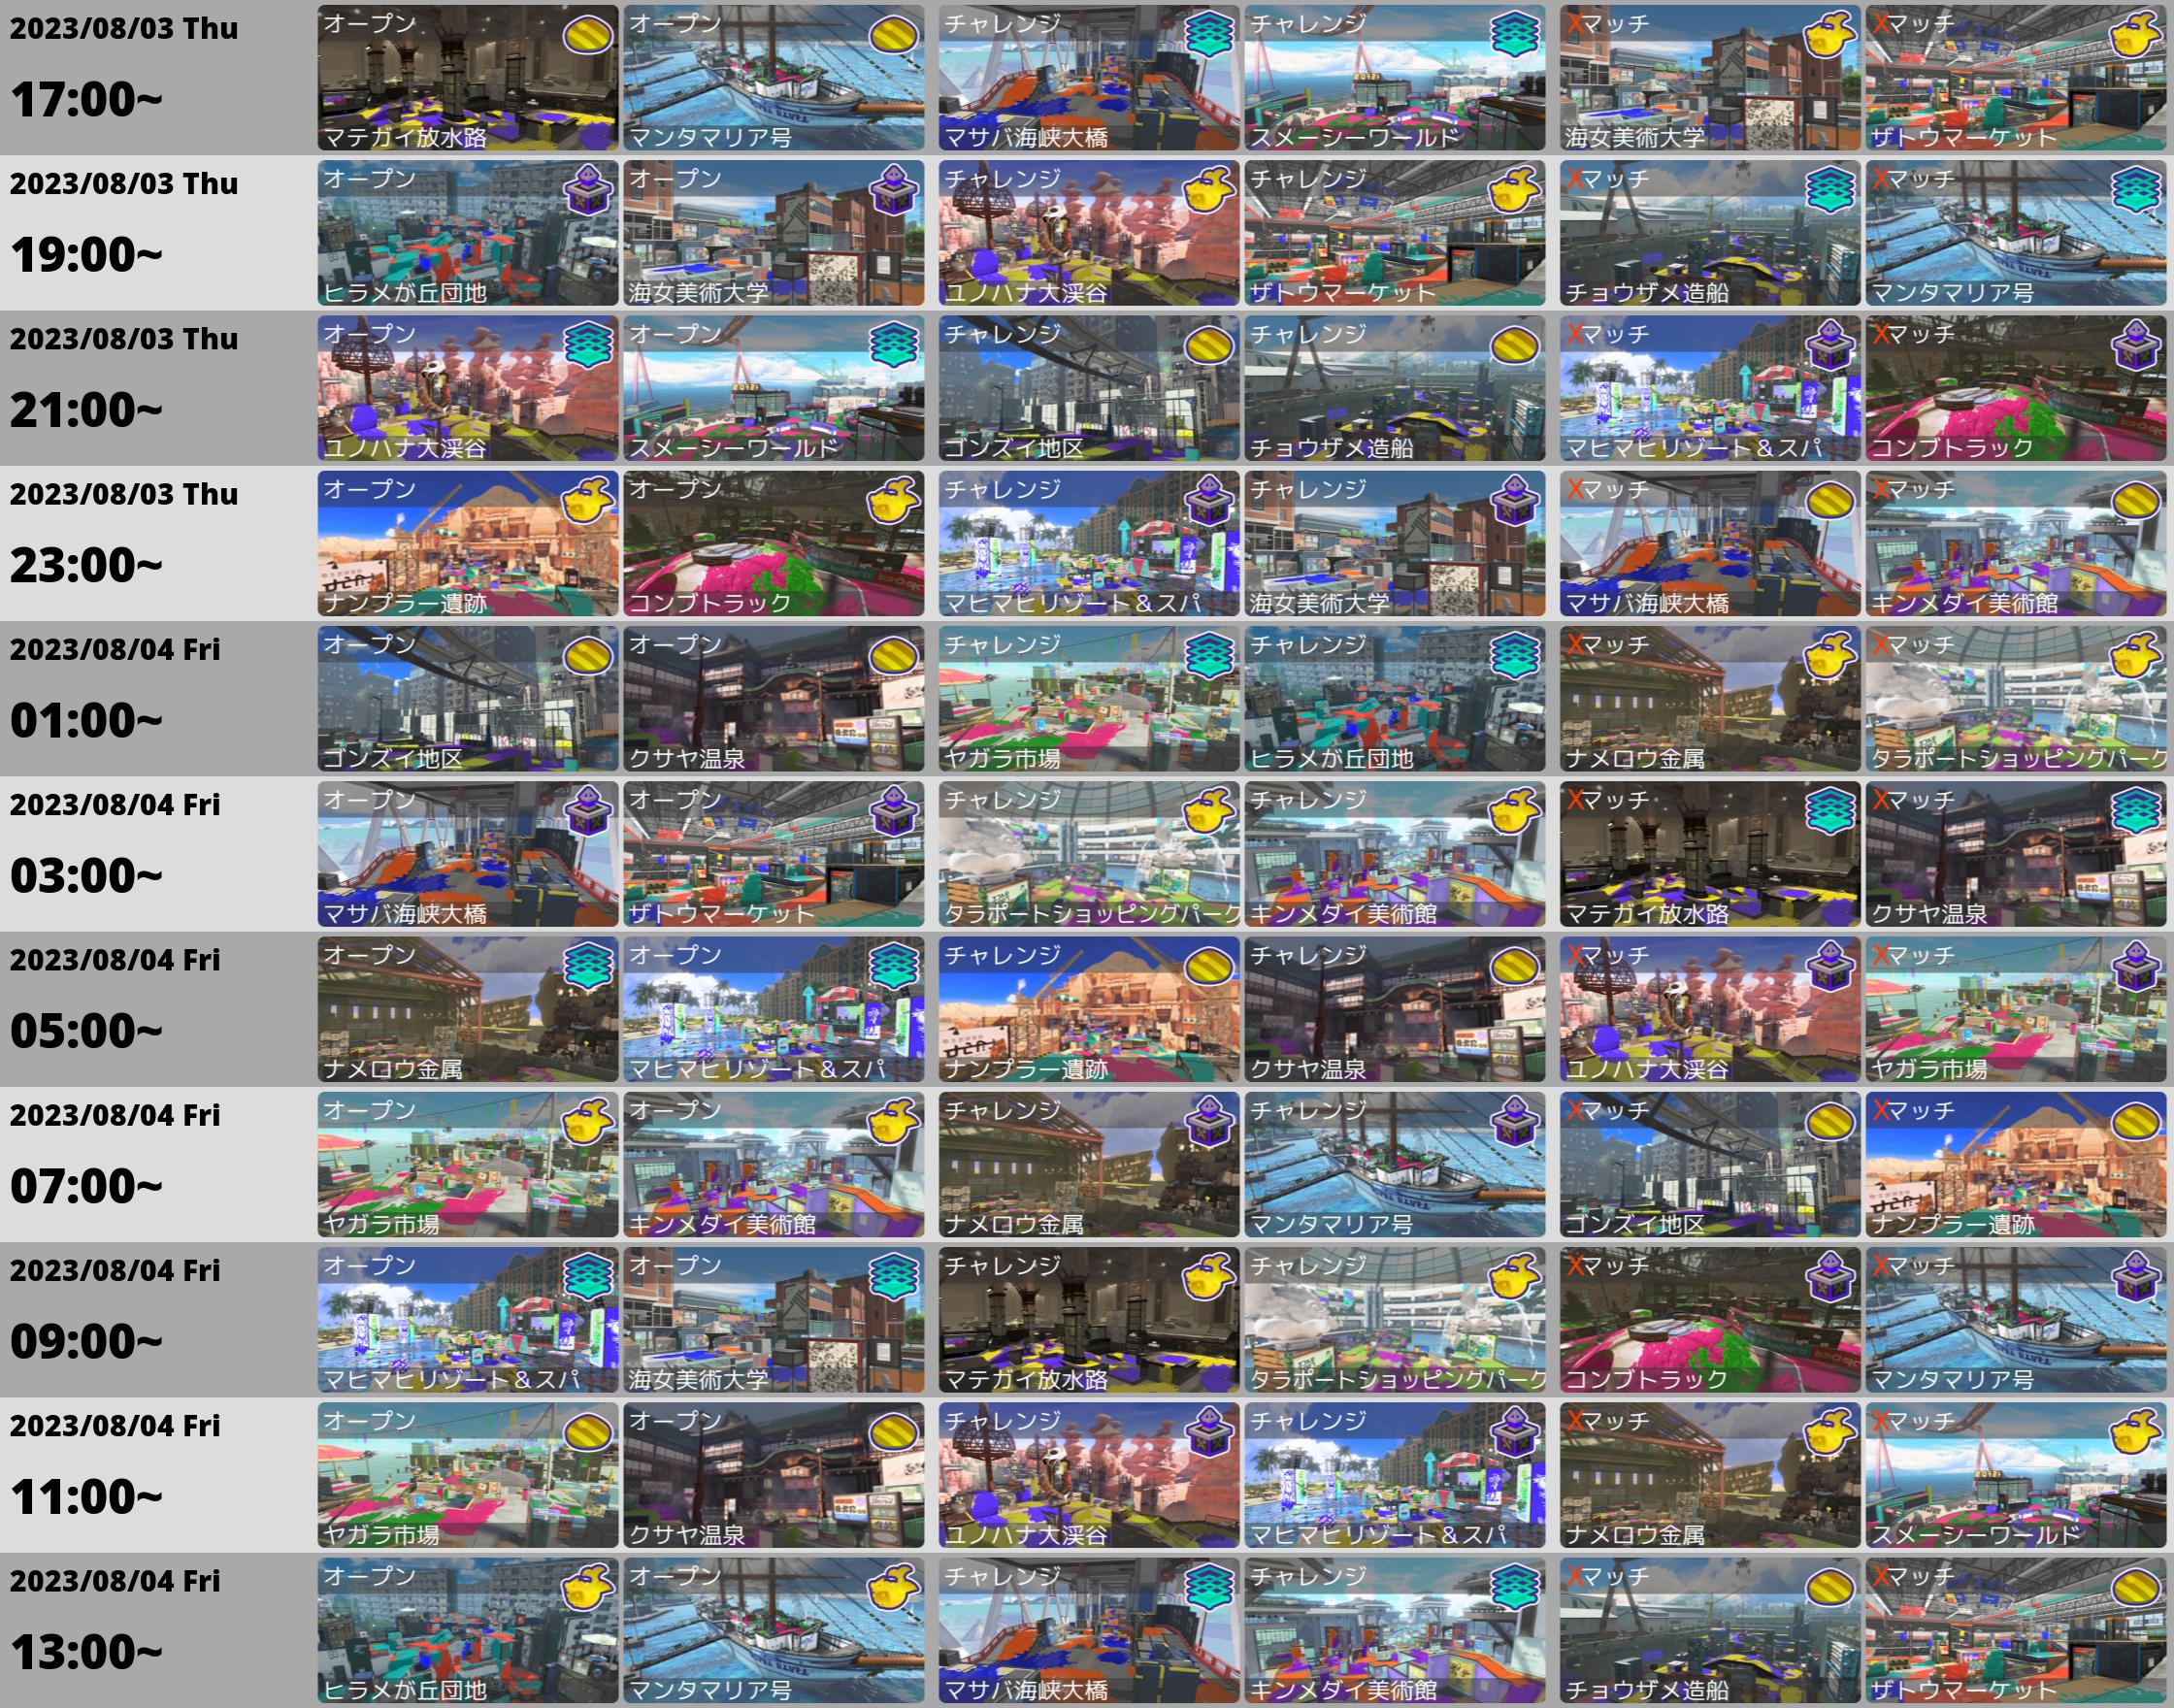 2023/08/03 Thu
17:00~
オープン オープン チャレンジ チャレンジ Xマッチ Xマッチ
マテガイ放水路 マンタマリア号 マサバ海峡大橋 スメーシーワールド 海女美術大学 ザトウマーケット
2023/08/03 Thu
19:00~
オープン オープン チャレンジ チャレンジ Xマッチ Xマッチ
ヒラメが丘団地 海女美術大学 ユノハナ大渓谷 ザトウマーケット チョウザメ造船 マンタマリア号
2023/08/03 Thu
21:00~
オープン オープン チャレンジ チャレンジ Xマッチ Xマッチ
ユノハナ大渓谷 スメーシーワールド ゴンズイ地区 チョウザメ造船 マヒマヒリゾート&スパ コンブトラック
2023/08/03 Thu
23:00~
オープン オープン チャレンジ チャレンジ Xマッチ Xマッチ
ナンプラー遺跡 コンブトラック マヒマヒリゾート&スパ 海女美術大学 マサバ海峡大橋 キンメダイ美術館
2023/08/04 Fri
01:00~
オープン オープン チャレンジ チャレンジ Xマッチ Xマッチ
ゴンズイ地区 クサヤ温泉 ヤガラ市場 ヒラメが丘団地 ナメロウ金属 タラポートショッピングパーク
2023/08/04 Fri
03:00~
オープン オープン チャレンジ チャレンジ Xマッチ Xマッチ
マサバ海峡大橋 ザトウマーケット タラポートショッピングパーク キンメダイ美術館 マテガイ放水路 クサヤ温泉
2023/08/04 Fri
05:00~
オープン オープン チャレンジ チャレンジ Xマッチ Xマッチ
ナメロウ金属 マヒマヒリゾート&スパ ナンプラー遺跡 クサヤ温泉 ユノハナ大渓谷 ヤガラ市場
2023/08/04 Fri
07:00~
オープン オープン チャレンジ チャレンジ Xマッチ Xマッチ
ヤガラ市場 キンメダイ美術館 ナメロウ金属 マンタマリア号 ゴンズイ地区 ナンプラー遺跡
2023/08/04 Fri
09:00~
オープン オープン チャレンジ チャレンジ Xマッチ Xマッチ
マヒマヒリゾート&スパ 海女美術大学 マテガイ放水路 タラポートショッピングパーク コンブトラック マンタマリア号
2023/08/04 Fri
11:00~
オープン オープン チャレンジ チャレンジ Xマッチ Xマッチ
ヤガラ市場 クサヤ温泉 ユノハナ大渓谷 マヒマヒリゾート&スパ ナメロウ金属 スメーシーワールド
2023/08/04 Fri
13:00~
オープン オープン チャレンジ チャレンジ Xマッチ Xマッチ
ヒラメが丘団地 マンタマリア号 マサバ海峡大橋 キンメダイ美術館 チョウザメ造船 ザトウマーケット